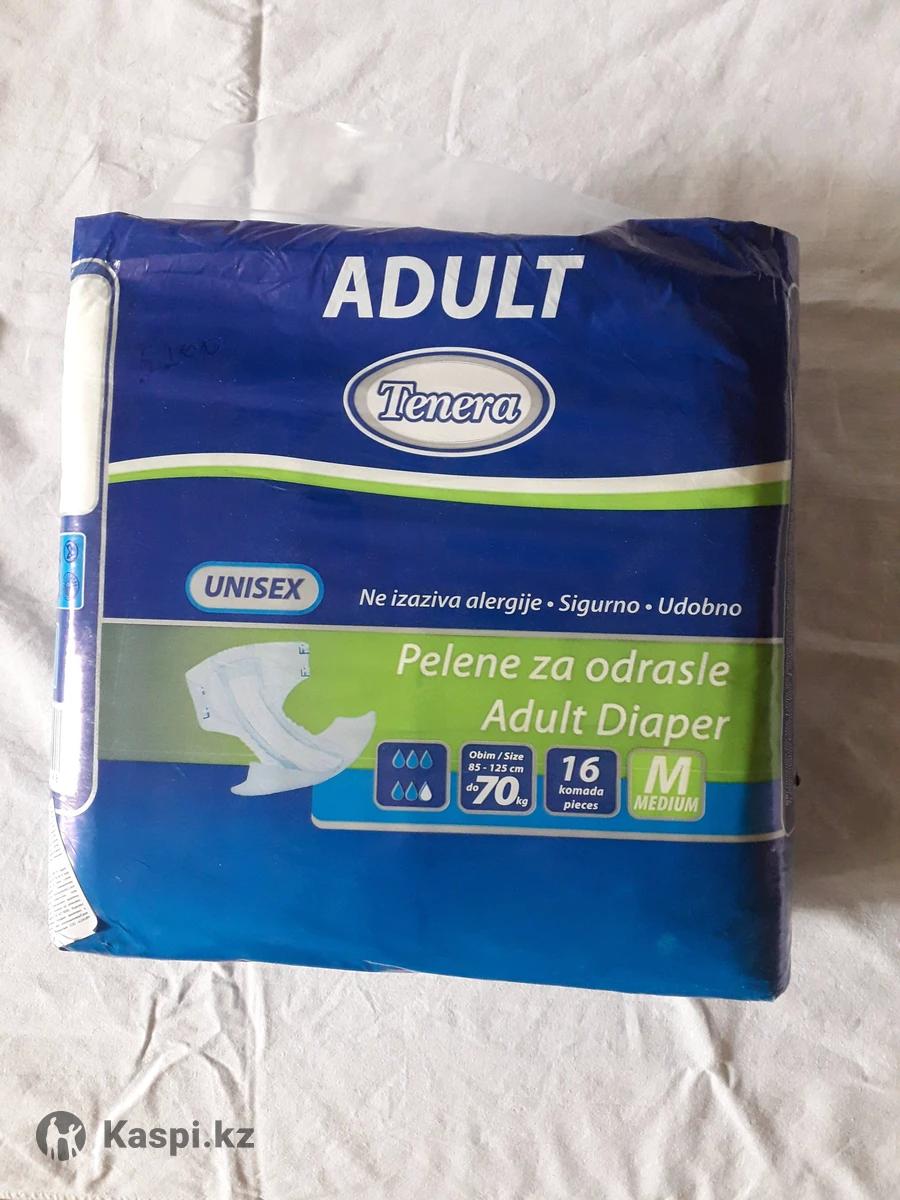 ADULT
Tenera
UNISEX
Ne izaziva alergije • Sigurno • Udobno
Pelene za odrasle
Adult Diaper
Obim / Size
85 - 125 cm
do 70 kg
16
komada
pieces
M
MEDIUM
Kaspi.kz